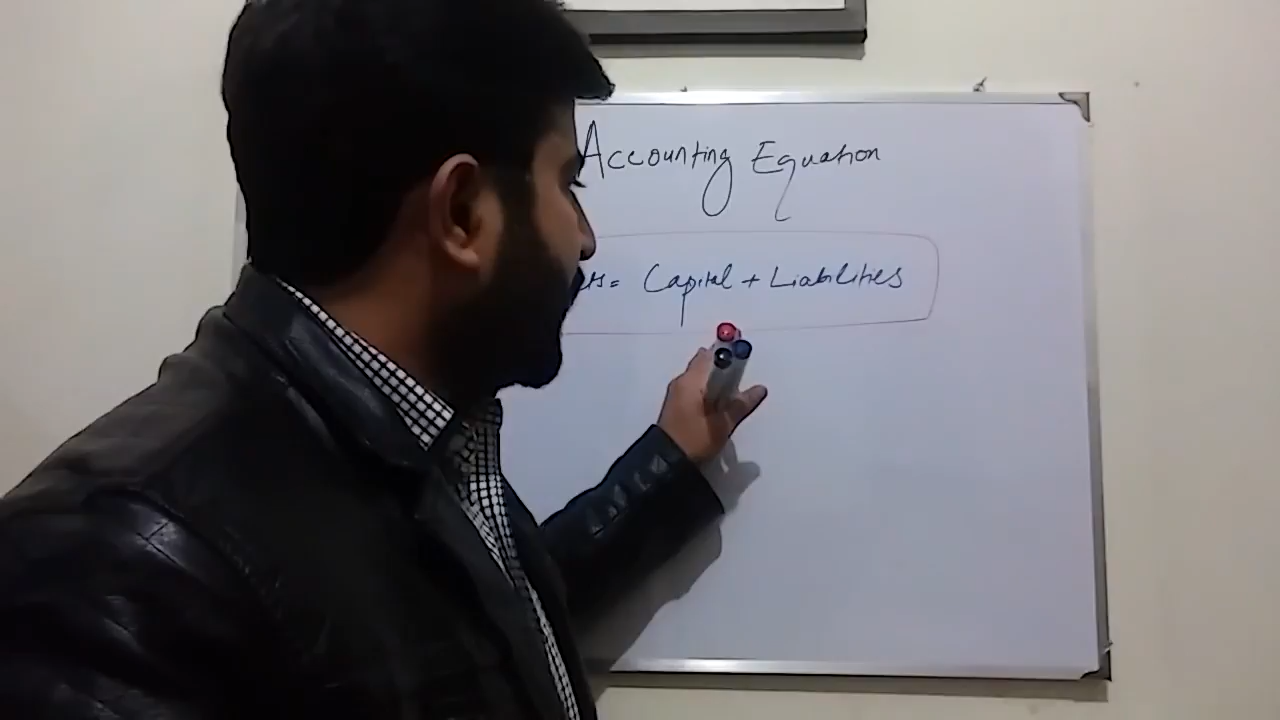 Accounting Equation
= Capital + Liabilities